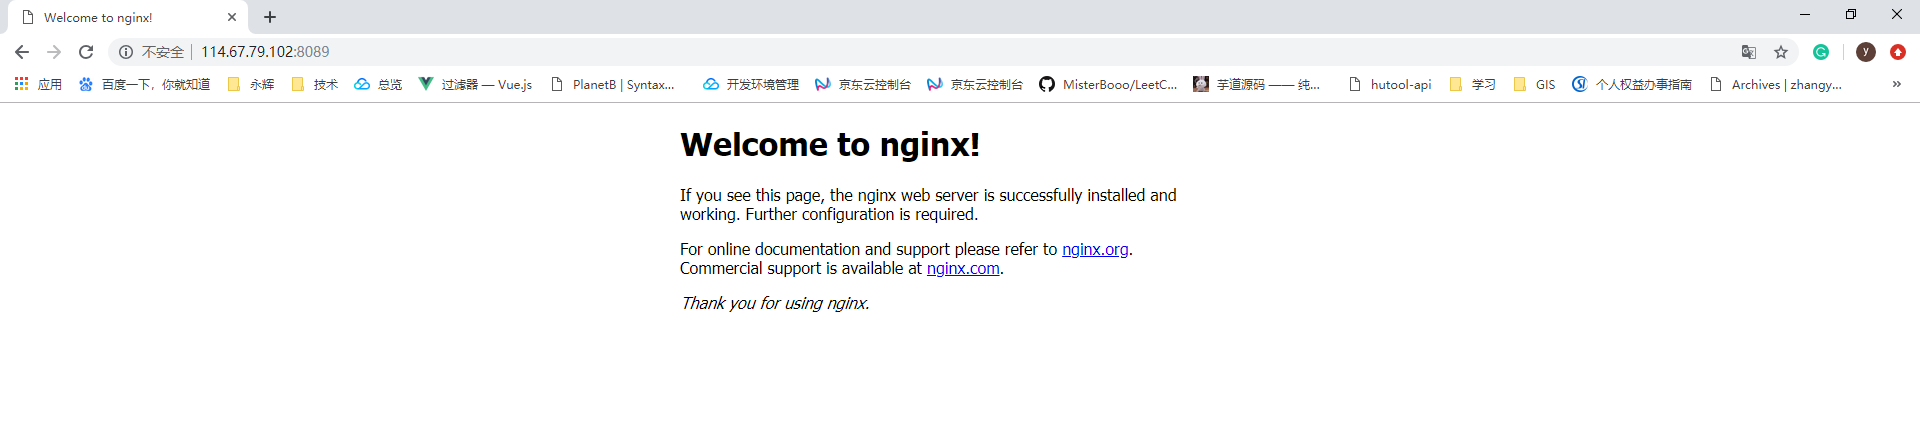 Welcome to nginx!
不安全 114.67.79.102:8089
应用 百度一下，你就知道 永辉 技术 总览 过滤器 — Vue.js PlanetB | Syntax... 开发环境管理 京东云控制台 京东云控制台 MisterBooo/LeetC... 芋道源码 —— 纯... hutool-api 学习 GIS 个人权益办事指南 Archives | zhangy... »
Welcome to nginx!
If you see this page, the nginx web server is successfully installed and
working. Further configuration is required.
For online documentation and support please refer to nginx.org.
Commercial support is available at nginx.com.
Thank you for using nginx.